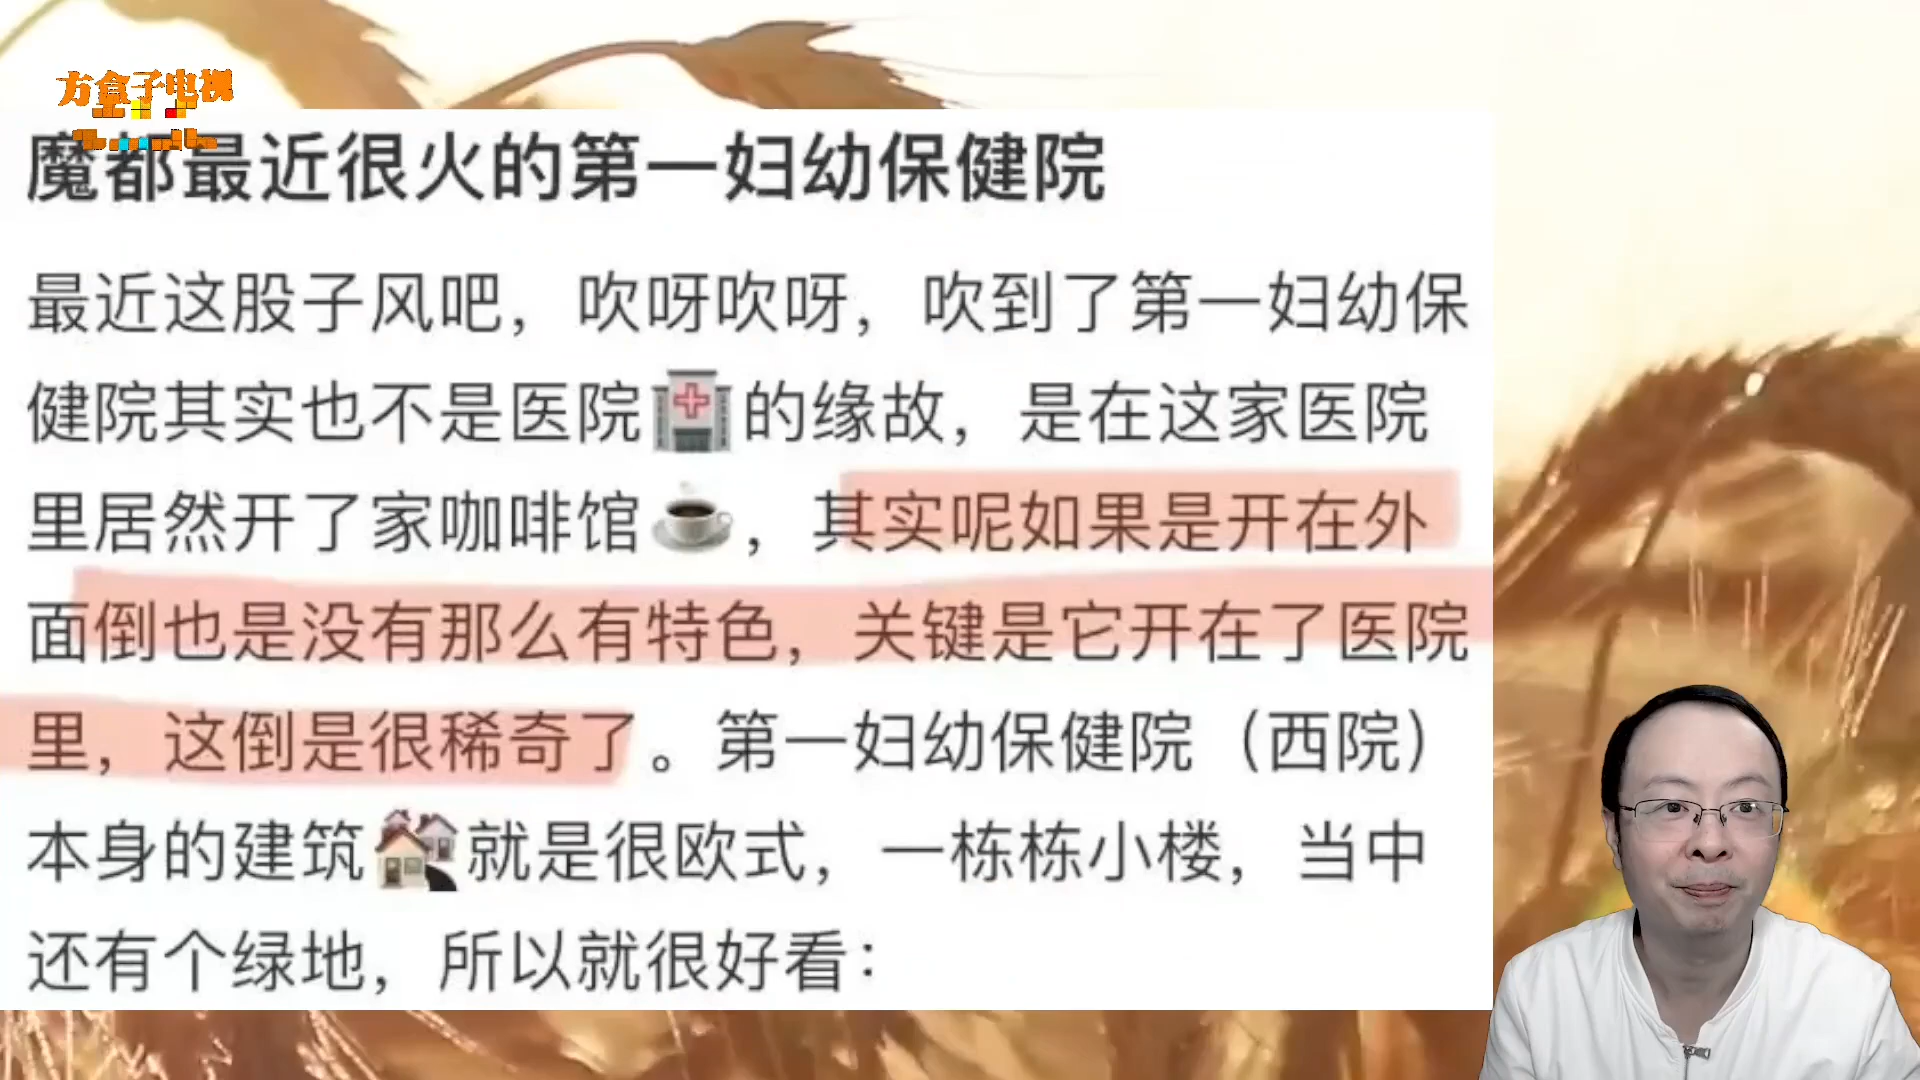 方盒子电视
魔都最近很火的第一妇幼保健院
最近这股子风吧，吹呀吹呀，吹到了第一妇幼保
健院其实也不是医院🏥的缘故，是在这家医院
里居然开了家咖啡馆☕，其实呢如果是开在外
面倒也是没有那么有特色，关键是它开在了医院
里，这倒是很稀奇了。第一妇幼保健院（西院）
本身的建筑🏘就是很欧式，一栋栋小楼，当中
还有个绿地，所以就很好看：